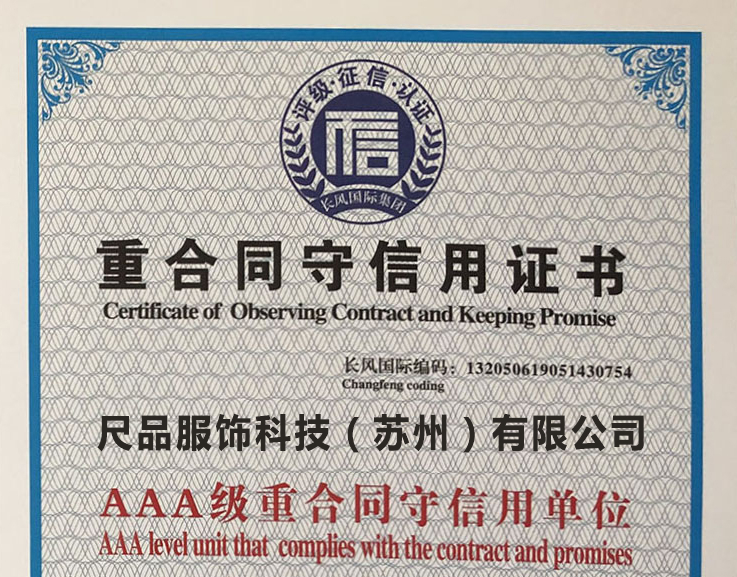 评级·征信·认证
信
长风国际集团
重合同守信用证书
Certificate of Observing Contract and Keeping Promise
长风国际编码：132050619051430754
Changfeng coding
尺品服饰科技（苏州）有限公司
AAA级重合同守信用单位
AAA level unit that complies with the contract and promises